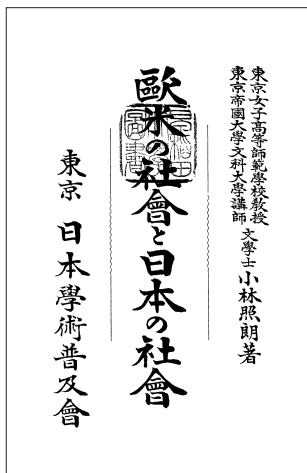 東京女子高等師範學校教授
東京帝國大學文科大學講師
文學士 小林照朗著
歐米の社會と日本の社會
東京 日本學術普及會